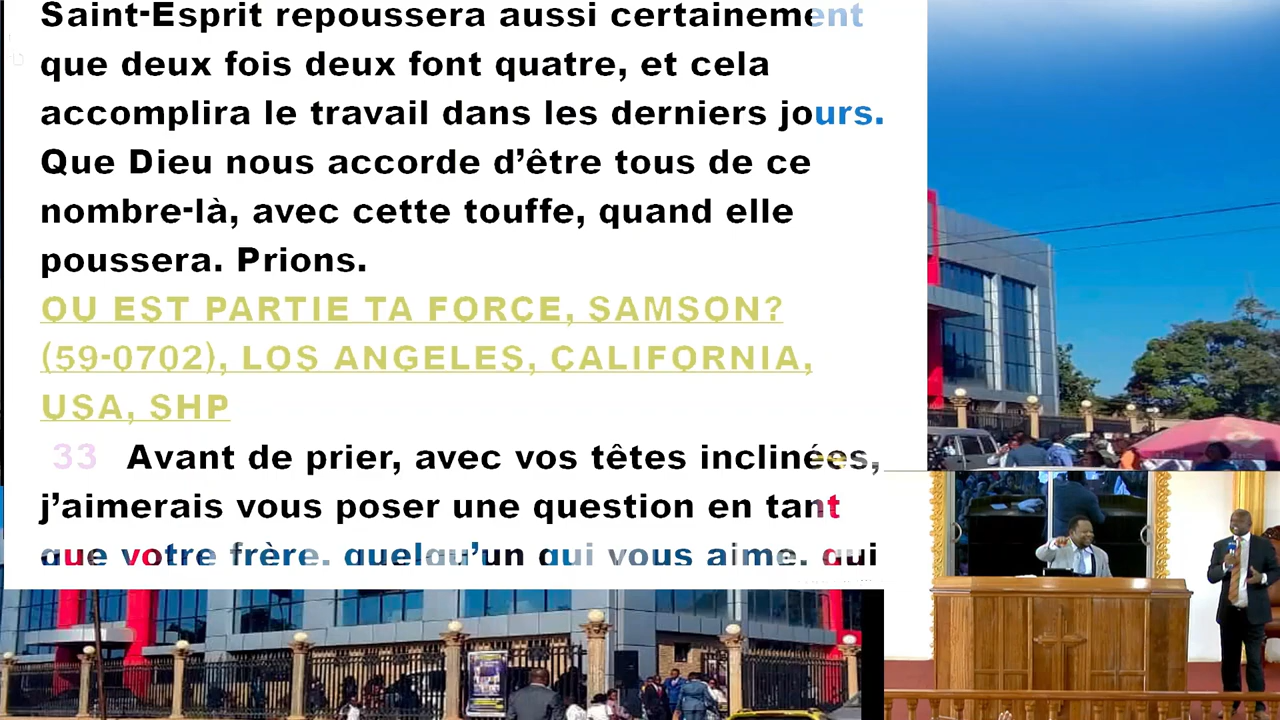 Saint-Esprit repoussera aussi certainement
que deux fois deux font quatre, et cela
accomplira le travail dans les derniers jours.
Que Dieu nous accorde d’être tous de ce
nombre-là, avec cette touffe, quand elle
poussera. Prions.
OU EST PARTIE TA FORCE, SAMSON?
(59-0702), LOS ANGELES, CALIFORNIA,
USA, SHP
33 Avant de prier, avec vos têtes inclinées,
j’aimerais vous poser une question en tant
que votre frère, quelqu’un qui vous aime, qui